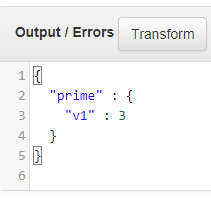 Output / Errors Transform
1 {
2 "prime" : {
3 "v1" : 3
4 }
5 }
6